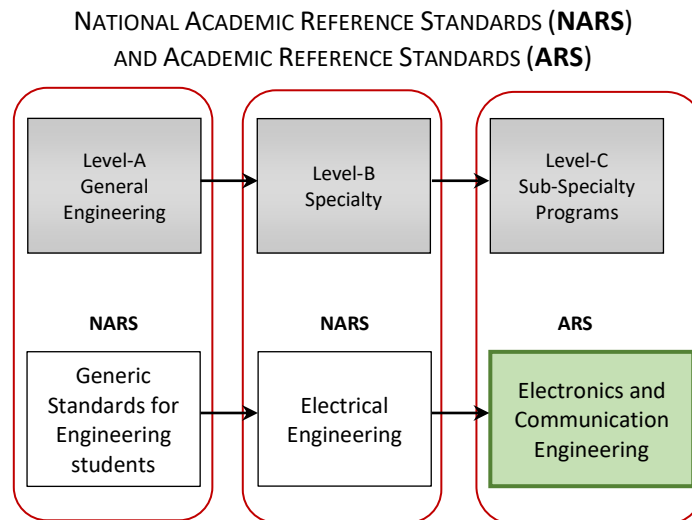 NATIONAL ACADEMIC REFERENCE STANDARDS (NARS)
AND ACADEMIC REFERENCE STANDARDS (ARS)
Level-A
General
Engineering
Level-B
Specialty
Level-C
Sub-Specialty
Programs
NARS
NARS
ARS
Generic
Standards for
Engineering
students
Electrical
Engineering
Electronics and
Communication
Engineering